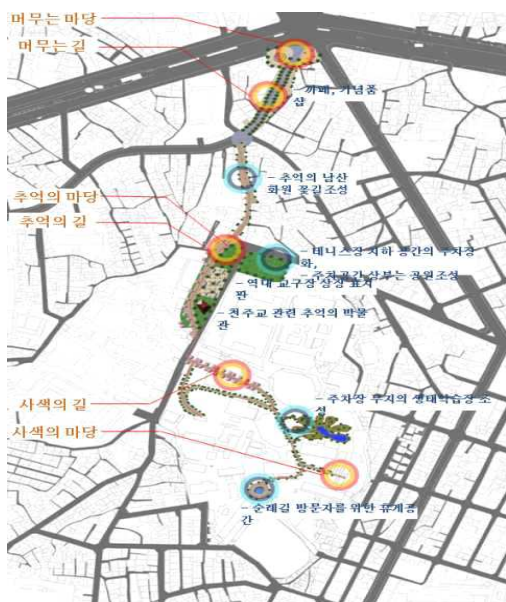 머무는 마당
머무는 길
까페, 기념품
샵
- 추억의 남산
화원 꽃길조성
추억의 마당
추억의 길
- 테니스장 지하 공간의 주차장
화,
- 주차공간 상부는 공원조성
- 역대 교구장 상징 표지
판
- 천주교 관련 추억의 박물
관
사색의 길
- 주차장 부지의 생태학습장 조
성
사색의 마당
- 순례길 방문자를 위한 휴게공
간